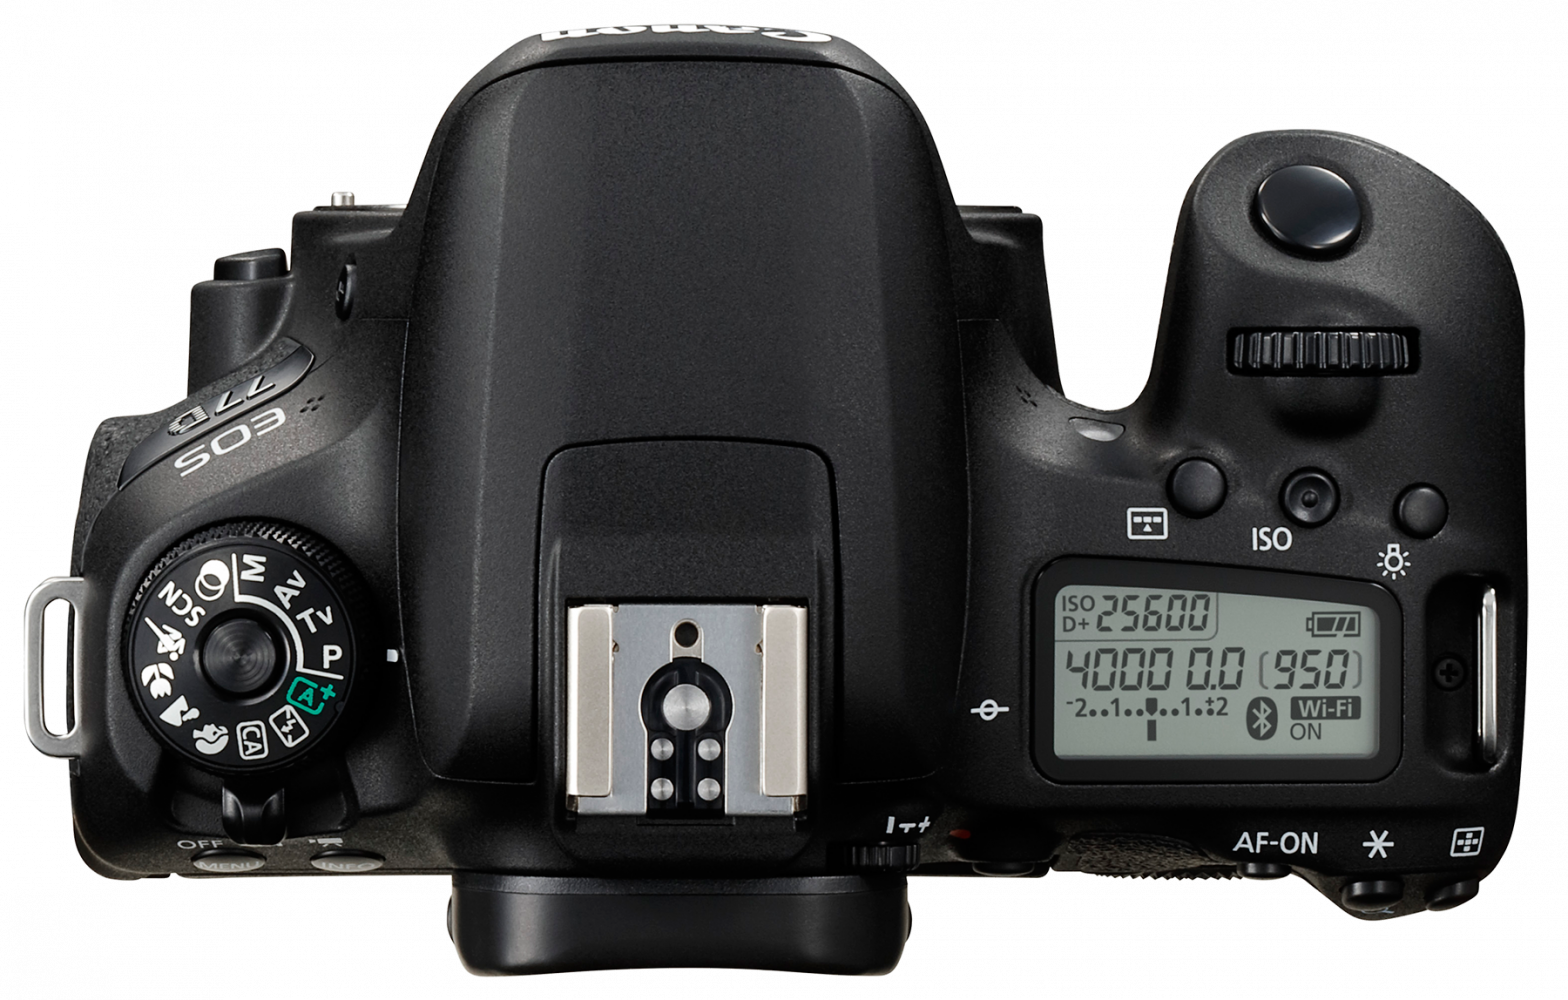 Canon
77D
EOS
M
Av
Tv
P
A+
CA
SCN
ISO
ISO
D+ 25600
4000 0.0 (950)
-2..1..▼..1.+2
Wi-Fi
ON
OFF
MENU
INFO
AF-ON